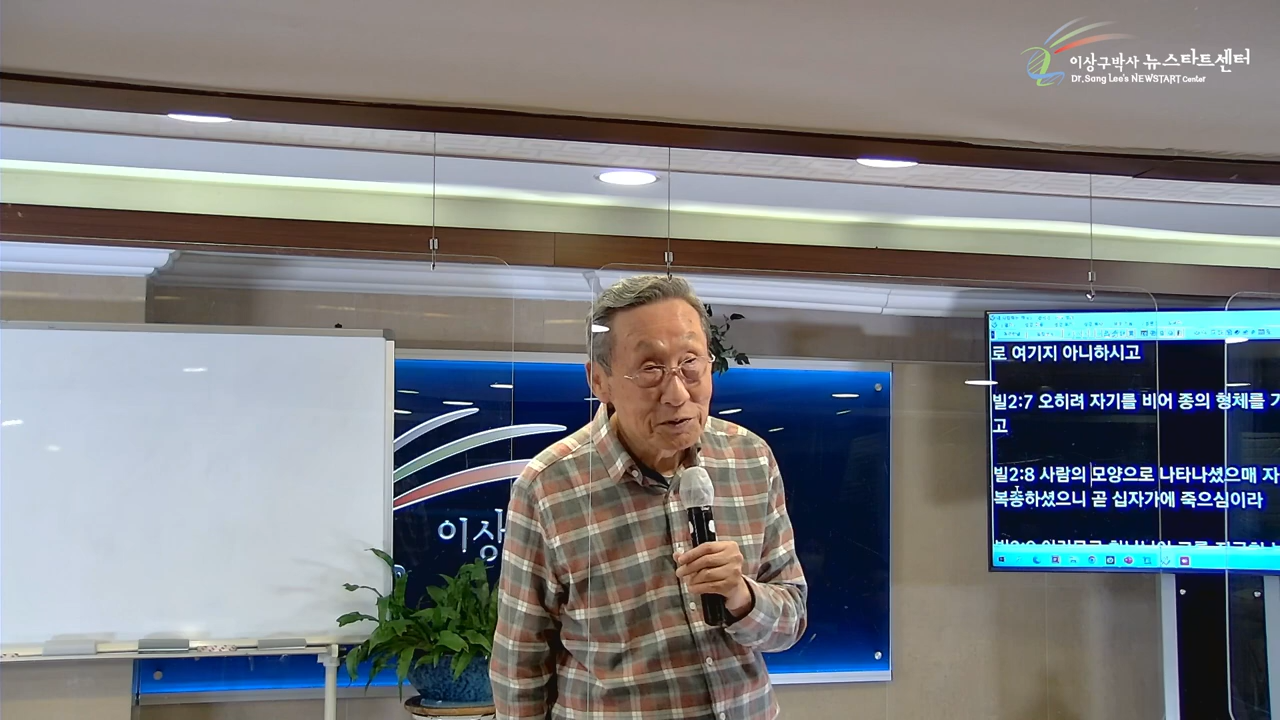 이상구박사 뉴스타트센터
Dr. Sang Lee's NEWSTART Center
로 여기지 아니하시고
빌2:7 오히려 자기를 비어 종의 형체를
고
빌2:8 사람의 모양으로 나타나셨으매 자
복종하셨으니 곧 십자가에 죽으심이라
이상